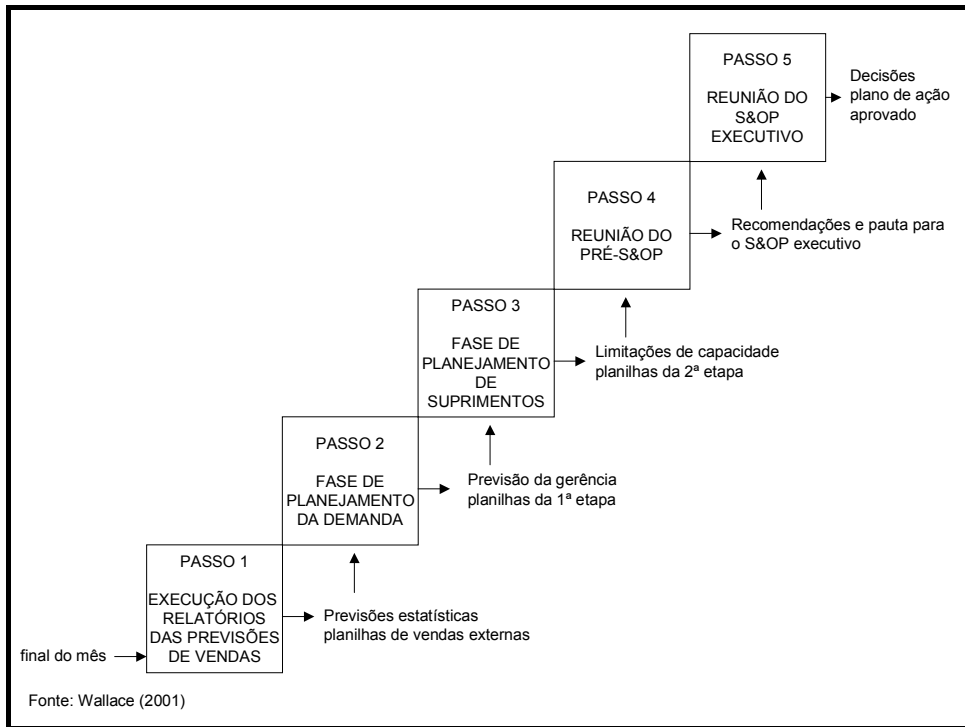 PASSO 5
REUNIÃO DO
S&OP
EXECUTIVO
Decisões
plano de ação
aprovado
PASSO 4
REUNIÃO DO
PRÉ-S&OP
Recomendações e pauta para
o S&OP executivo
PASSO 3
FASE DE
PLANEJAMENTO
DE
SUPRIMENTOS
Limitações de capacidade
planilhas da 2ª etapa
PASSO 2
FASE DE
PLANEJAMENTO
DA DEMANDA
Previsão da gerência
planilhas da 1ª etapa
PASSO 1
EXECUÇÃO DOS
RELATÓRIOS
DAS PREVISÕES
DE VENDAS
Previsões estatísticas
planilhas de vendas externas
final do mês
Fonte: Wallace (2001)